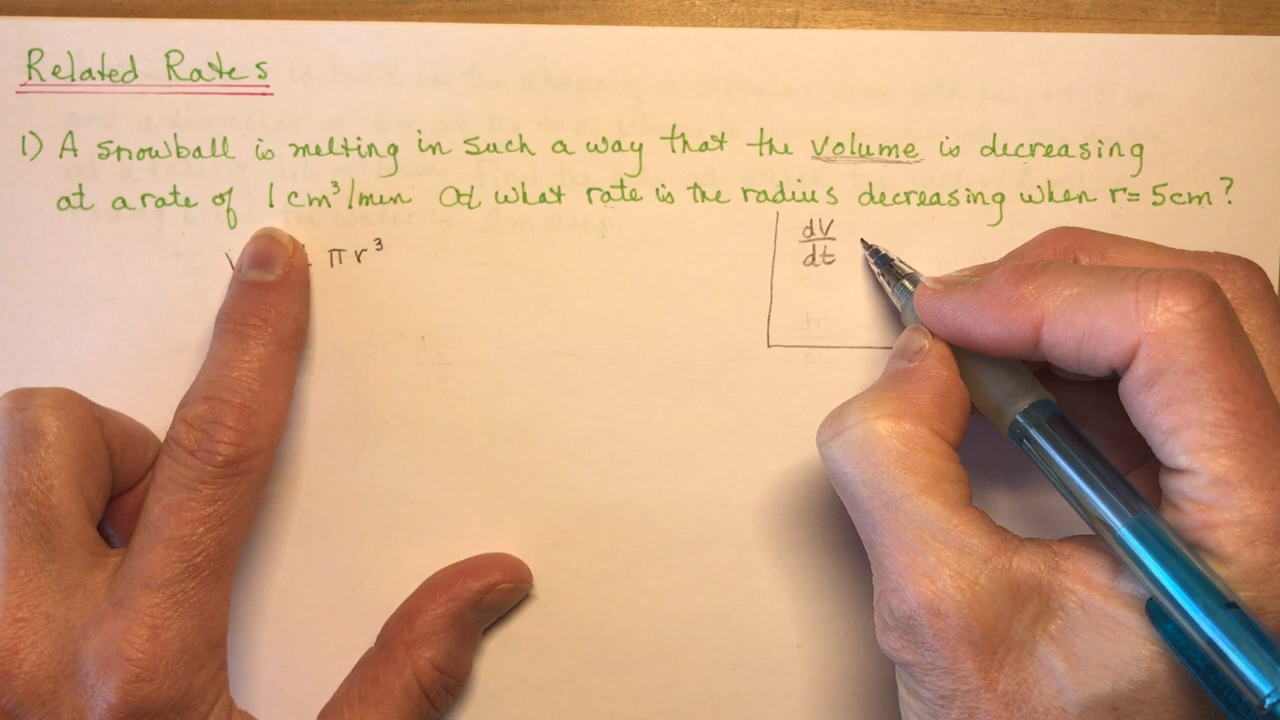 Related Rates
1) A snowball is melting in such a way that the volume is decreasing
at a rate of 1 cm³/min At what rate is the radius decreasing when r= 5cm?
π r³
dV
dt